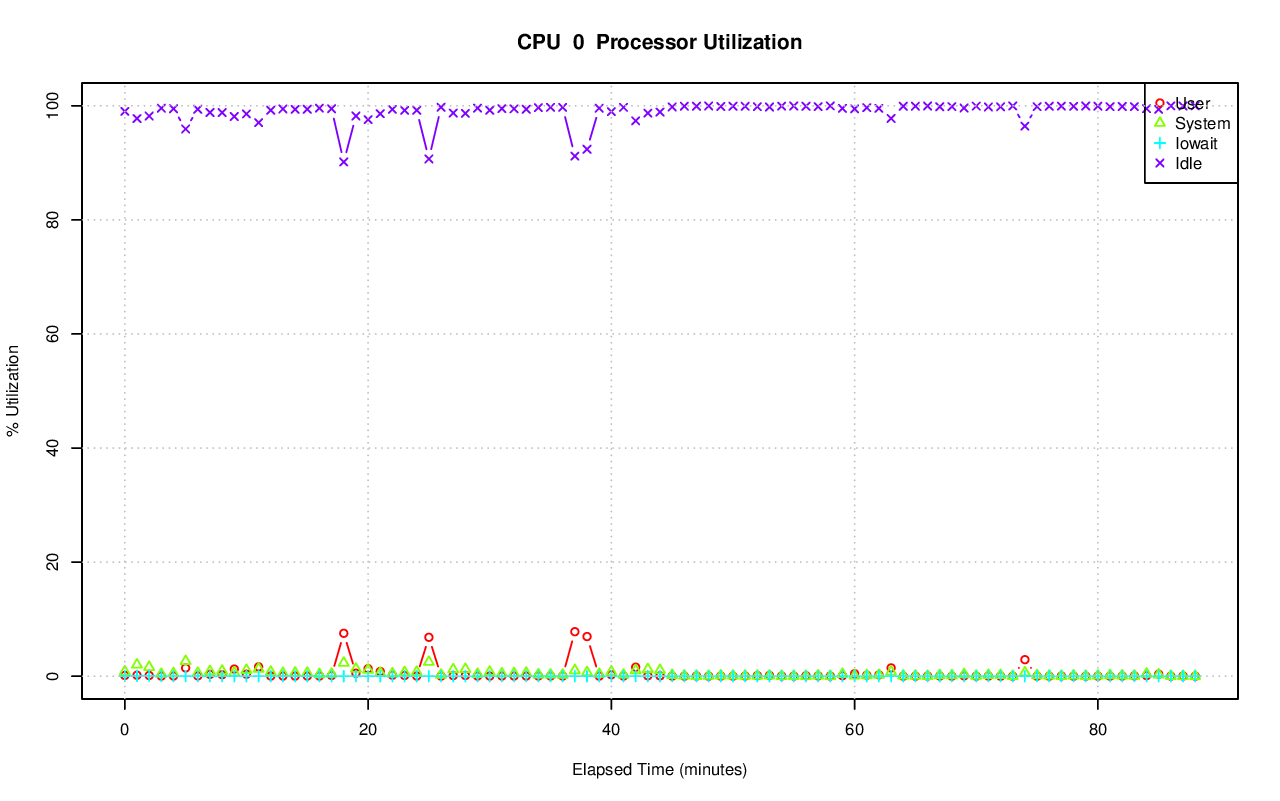 CPU 0 Processor Utilization
% Utilization
100
80
60
40
20
0
User
System
Iowait
Idle
0 20 40 60 80
Elapsed Time (minutes)